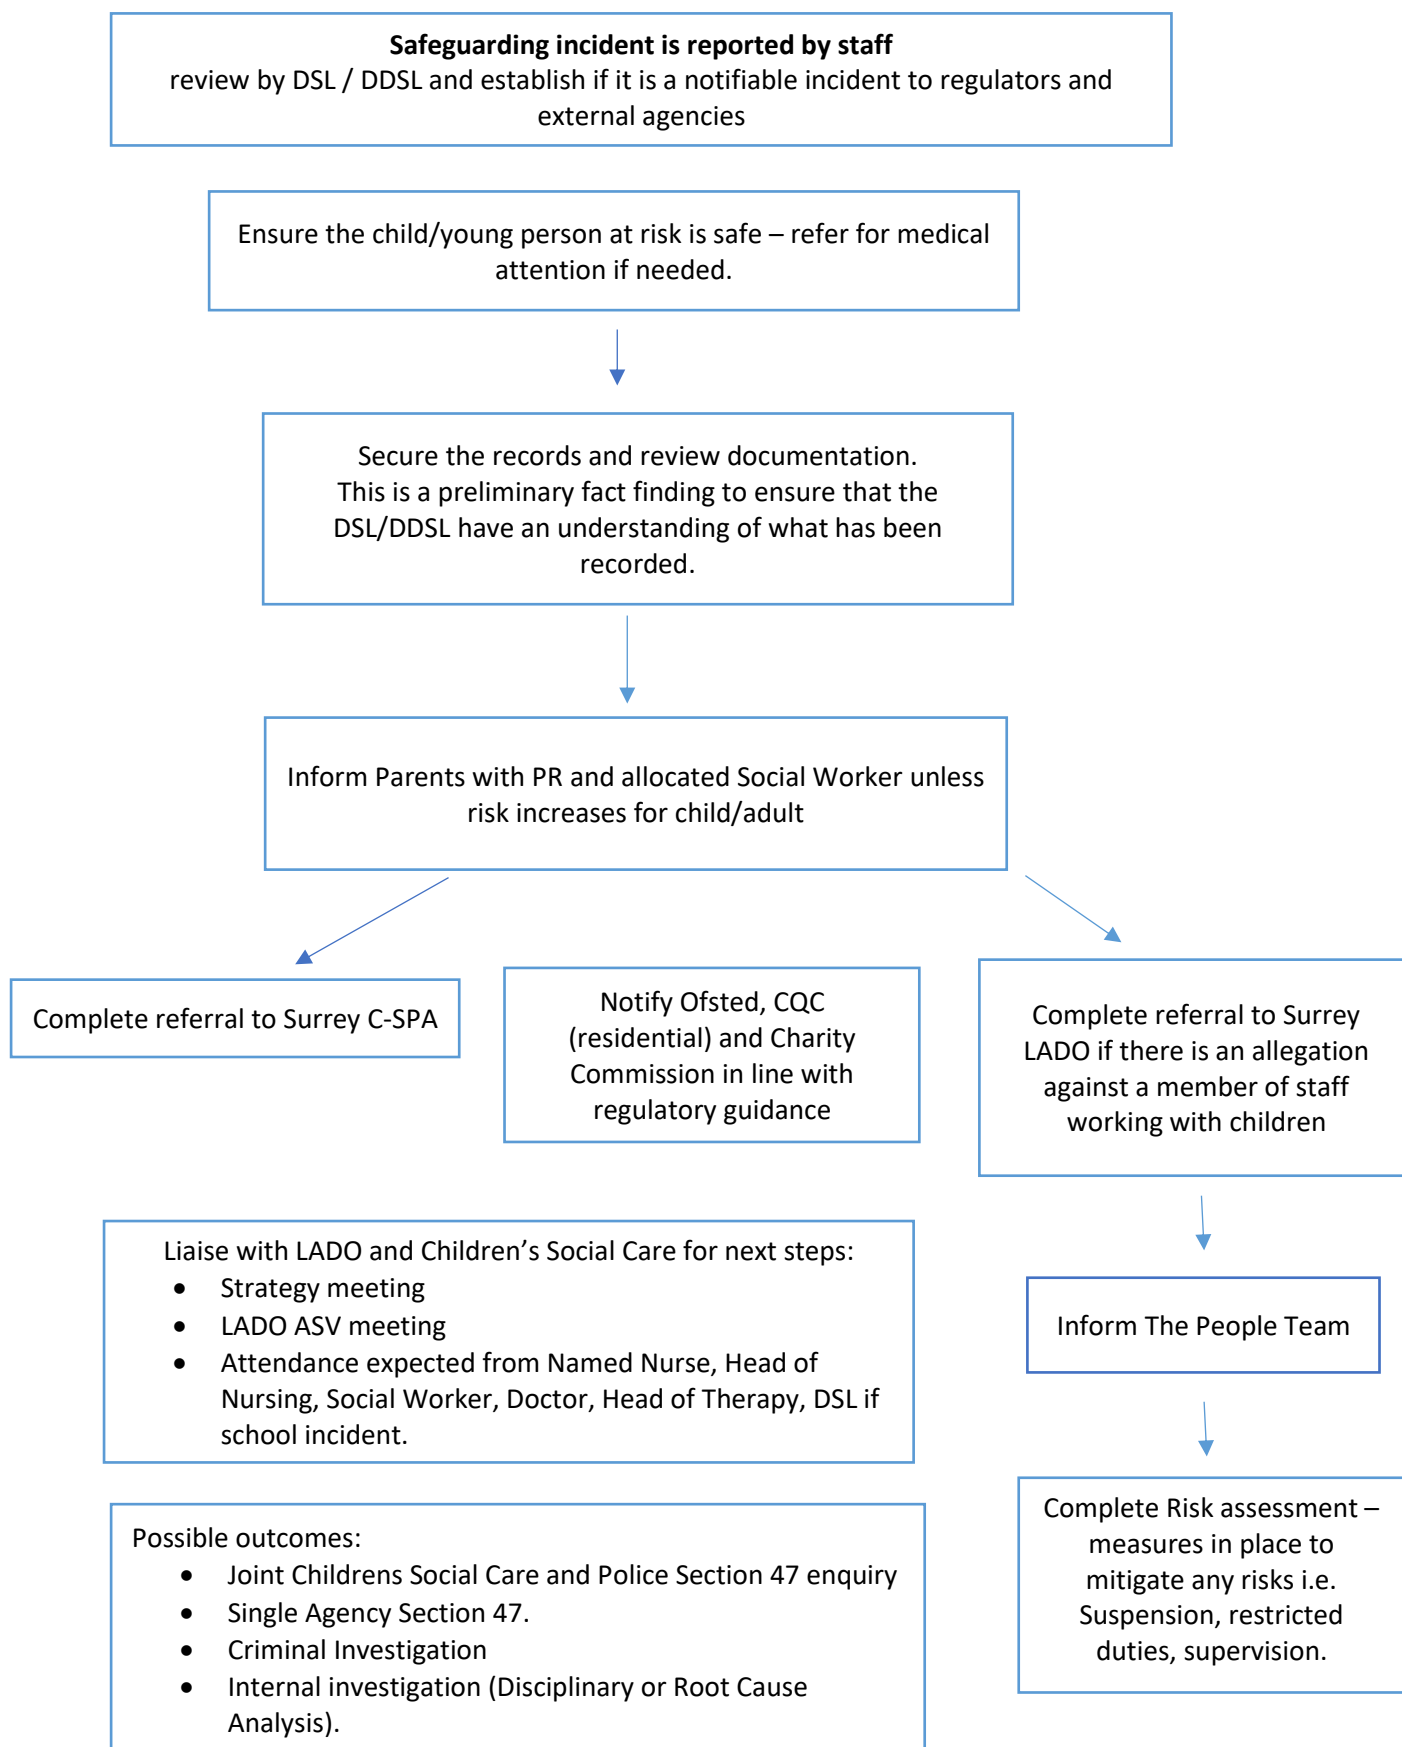 Safeguarding incident is reported by staff
review by DSL / DDSL and establish if it is a notifiable incident to regulators and
external agencies
Ensure the child/young person at risk is safe – refer for medical
attention if needed.
Secure the records and review documentation.
This is a preliminary fact finding to ensure that the
DSL/DDSL have an understanding of what has been
recorded.
Inform Parents with PR and allocated Social Worker unless
risk increases for child/adult
Complete referral to Surrey C-SPA
Notify Ofsted, CQC
(residential) and Charity
Commission in line with
regulatory guidance
Complete referral to Surrey
LADO if there is an allegation
against a member of staff
working with children
Liaise with LADO and Children’s Social Care for next steps:
• Strategy meeting
• LADO ASV meeting
• Attendance expected from Named Nurse, Head of
Nursing, Social Worker, Doctor, Head of Therapy, DSL if
school incident.
Inform The People Team
Possible outcomes:
• Joint Childrens Social Care and Police Section 47 enquiry
• Single Agency Section 47.
• Criminal Investigation
• Internal investigation (Disciplinary or Root Cause
Analysis).
Complete Risk assessment –
measures in place to
mitigate any risks i.e.
Suspension, restricted
duties, supervision.